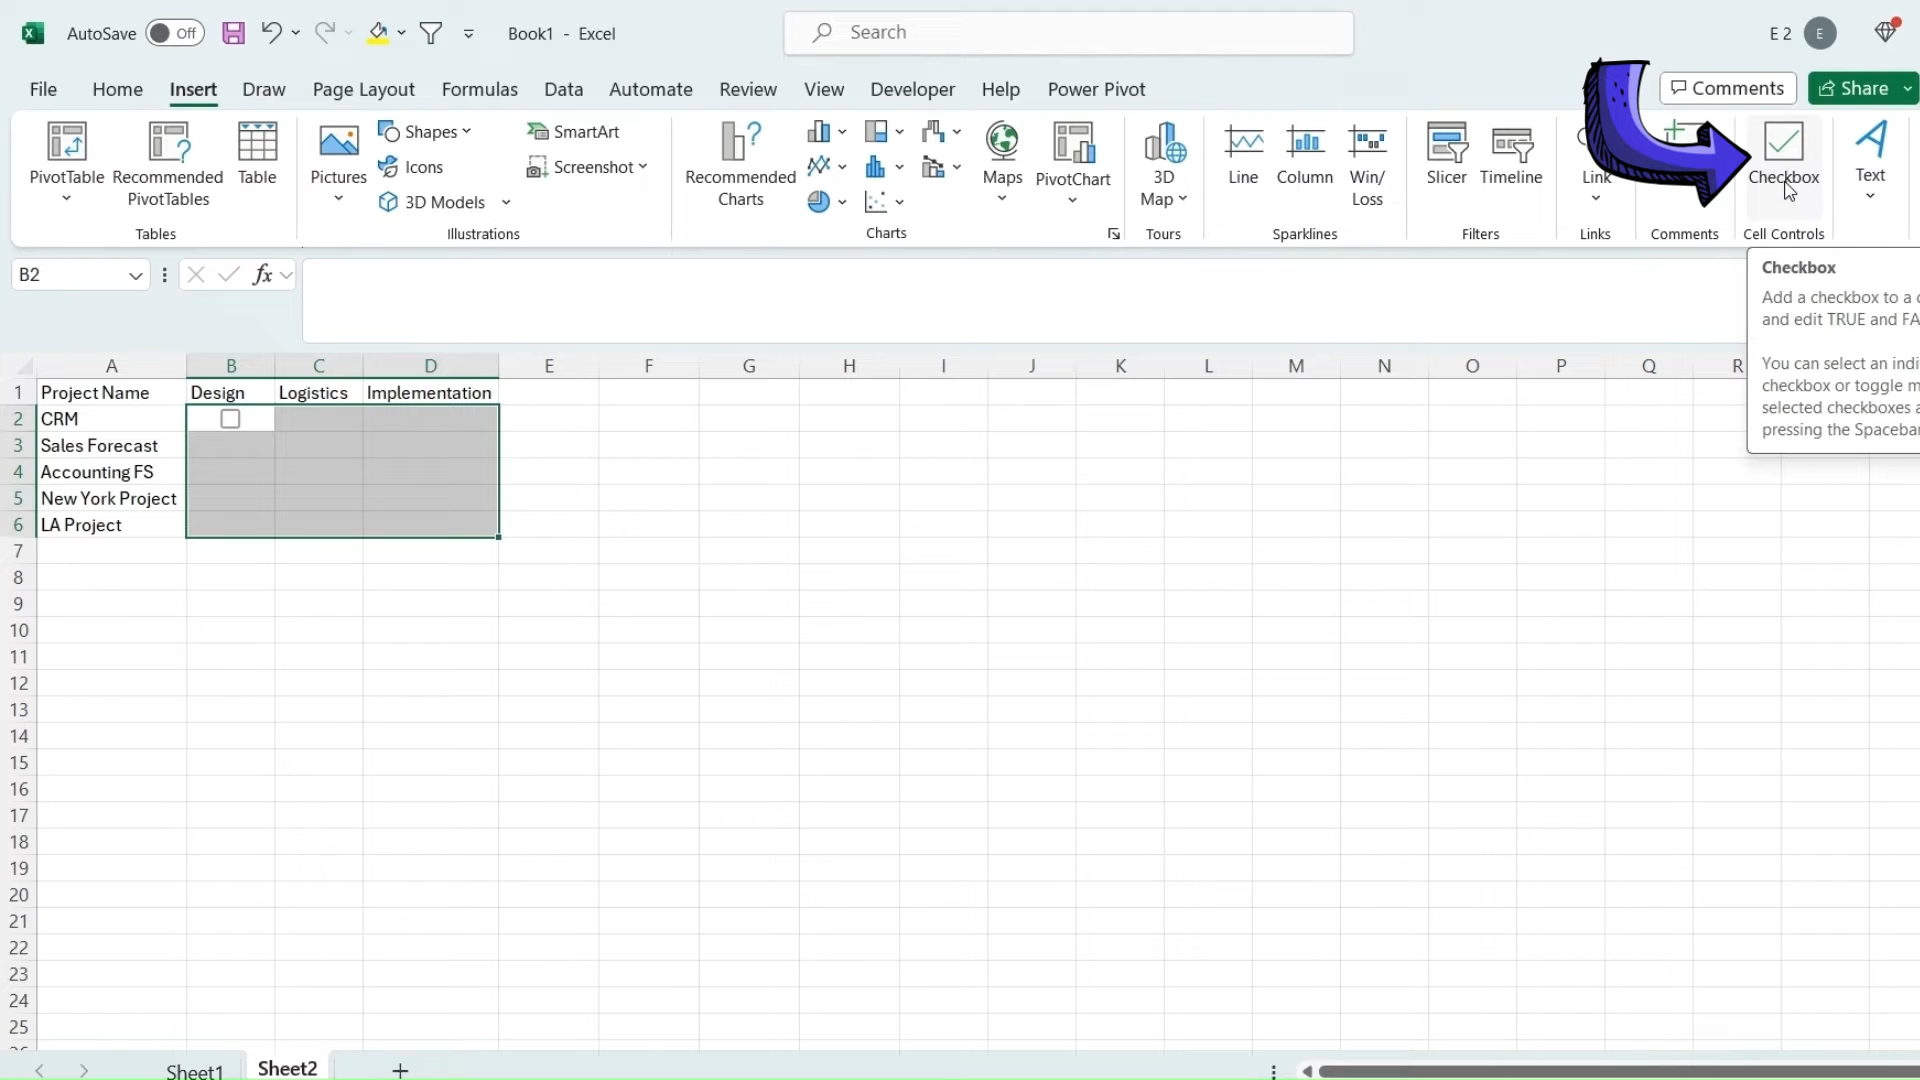 AutoSave Off Book1 - Excel Search E 2 E
File Home Insert Draw Page Layout Formulas Data Automate Review View Developer Help Power Pivot Comments Share
PivotTable
Recommended
PivotTables
Table
Tables
Pictures
Shapes
Icons
3D Models
SmartArt
Screenshot
Illustrations
Recommended
Charts
Maps
PivotChart
Charts
3D
Map
Tours
Line
Column
Win/
Loss
Sparklines
Slicer
Timeline
Filters
Link
Links
Comments
Checkbox
Cell Controls
Text
B2 fx
Checkbox
Add a checkbox to a
and edit TRUE and
You can select an
checkbox or toggle
selected checkboxes
pressing the
A B C D E F G H I J K L M N O P Q R
1 Project Name Design Logistics Implementation
2 CRM
3 Sales Forecast
4 Accounting FS
5 New York Project
6 LA Project
7
8
9
10
11
12
13
14
15
16
17
18
19
20
21
22
23
24
25
Sheet1 Sheet2